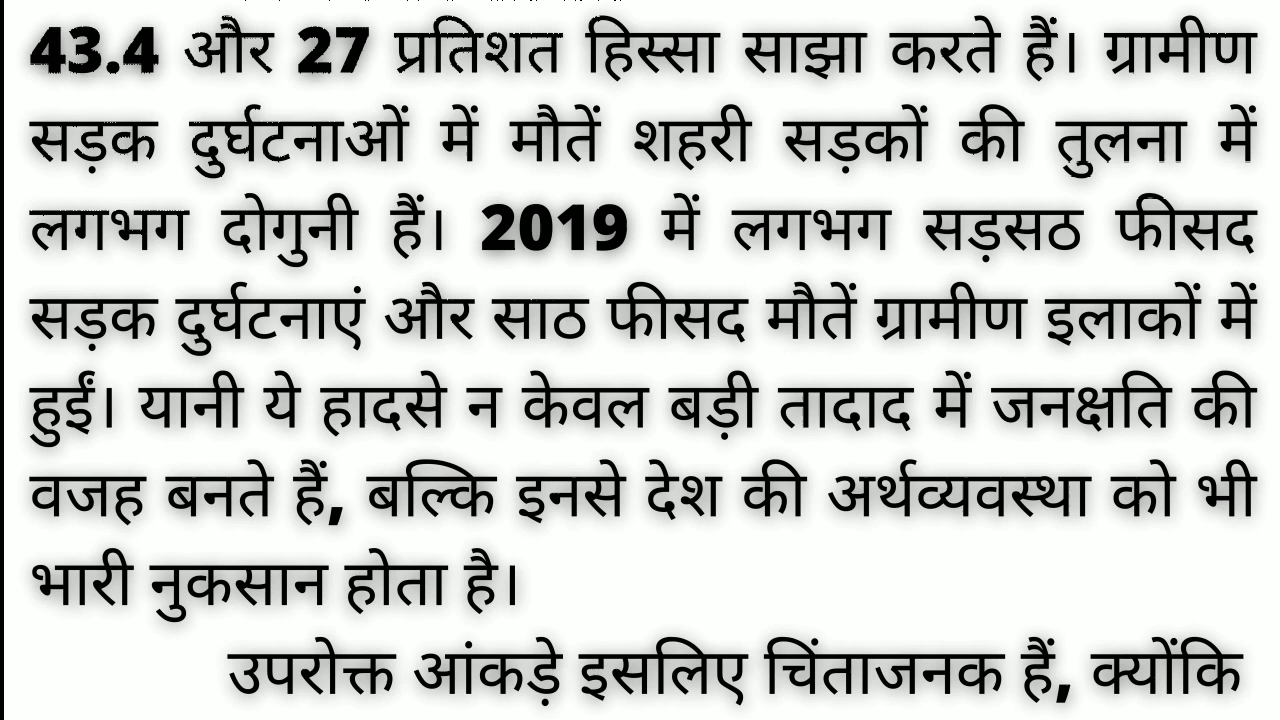 43.4 और 27 प्रतिशत हिस्सा साझा करते हैं। ग्रामीण
सड़क दुर्घटनाओं में मौतें शहरी सड़कों की तुलना में
लगभग दोगुनी हैं। 2019 में लगभग सड़सठ फीसद
सड़क दुर्घटनाएं और साठ फीसद मौतें ग्रामीण इलाकों में
हुईं। यानी ये हादसे न केवल बड़ी तादाद में जनक्षति की
वजह बनते हैं, बल्कि इनसे देश की अर्थव्यवस्था को भी
भारी नुकसान होता है।
उपरोक्त आंकड़े इसलिए चिंताजनक हैं, क्योंकि